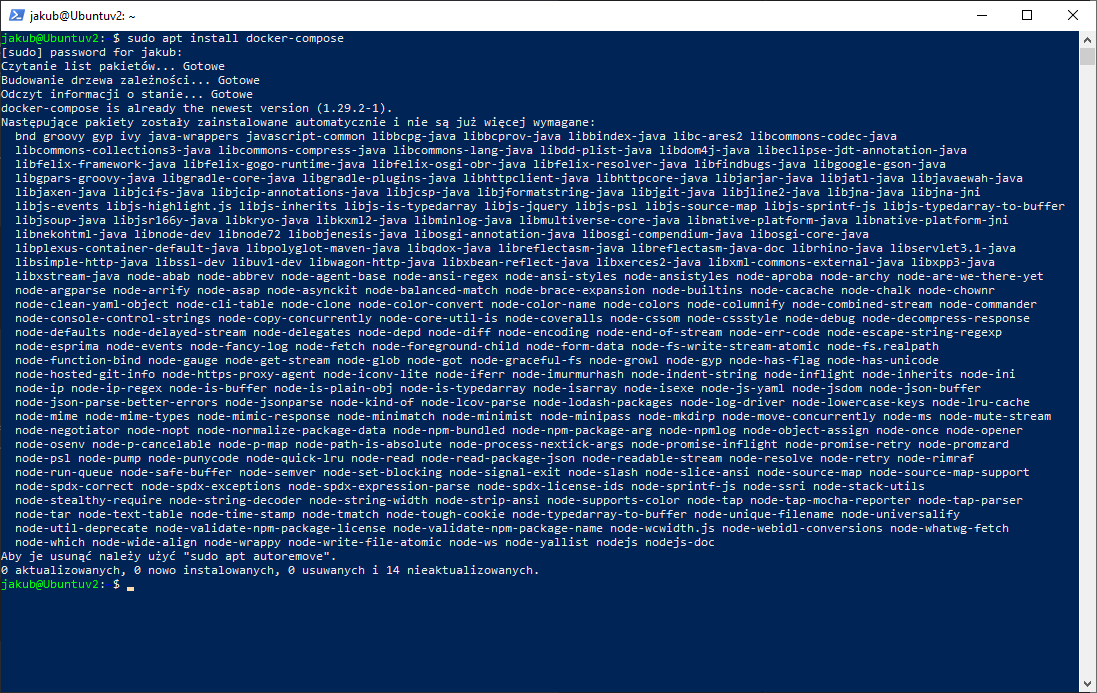 jakub@Ubuntuv2: ~
jakub@Ubuntuv2:~$ sudo apt install docker-compose
[sudo] password for jakub:
Czytanie list pakietów... Gotowe
Budowanie drzewa zależności... Gotowe
Odczyt informacji o stanie... Gotowe
docker-compose is already the newest version (1.29.2-1).
Następujące pakiety zostały zainstalowane automatycznie i nie są już więcej wymagane:
bnd groovy gyp ivy java-wrappers javascript-common libbcpg-java libbcprov-java libbindex-java libc-ares2 libcommons-codec-java
libcommons-collections3-java libcommons-compress-java libcommons-lang-java libdd-plist-java libdom4j-java libeclipse-jdt-annotation-java
libfelix-framework-java libfelix-gogo-runtime-java libfelix-osgi-obr-java libfelix-resolver-java libfindbugs-java libgoogle-gson-java
libgpars-groovy-java libgradle-core-java libgradle-plugins-java libhttpclient-java libhttpcore-java libjarjar-java libjatl-java libjavaewah-java
libjaxen-java libjcifs-java libjcip-annotations-java libjcsp-java libjformatstring-java libjgit-java libjline2-java libjna-java libjna-jni
libjs-events libjs-highlight.js libjs-inherits libjs-is-typedarray libjs-jquery libjs-psl libjs-source-map libjs-sprintf-js libjs-typedarray-to-buffer
libjsoup-java libjsr166y-java libkryo-java libkxml2-java libminlog-java libmultiverse-core-java libnative-platform-java libnative-platform-jni
libnekohtml-java libnode-dev libnode72 libobjenesis-java libosgi-annotation-java libosgi-compendium-java libosgi-core-java
libplexus-container-default-java libpolyglot-maven-java libqdox-java libreflectasm-java libreflectasm-java-doc librhino-java libservlet3.1-java
libsimple-http-java libssl-dev libuv1-dev libwagon-http-java libxbean-reflect-java libxerces2-java libxml-commons-external-java libxpp3-java
libxstream-java node-abab node-abbrev node-agent-base node-ansi-regex node-ansi-styles node-ansistyles node-aproba node-archy node-are-we-there-yet
node-argparse node-arrify node-asap node-asynckit node-balanced-match node-brace-expansion node-builtins node-cacache node-chalk node-chownr
node-clean-yaml-object node-cli-table node-clone node-color-convert node-color-name node-colors node-columnify node-combined-stream node-commander
node-console-control-strings node-copy-concurrently node-core-util-is node-coveralls node-cssom node-cssstyle node-debug node-decompress-response
node-defaults node-delayed-stream node-delegates node-depd node-diff node-encoding node-end-of-stream node-err-code node-escape-string-regexp
node-esprima node-events node-fancy-log node-fetch node-foreground-child node-form-data node-fs-write-stream-atomic node-fs.realpath
node-function-bind node-gauge node-get-stream node-glob node-got node-graceful-fs node-growl node-gyp node-has-flag node-has-unicode
node-hosted-git-info node-https-proxy-agent node-iconv-lite node-iferr node-imurmurhash node-indent-string node-inflight node-inherits node-ini
node-ip node-ip-regex node-is-buffer node-is-plain-obj node-is-typedarray node-isarray node-isexe node-js-yaml node-jsdom node-json-buffer
node-json-parse-better-errors node-jsonparse node-kind-of node-lcov-parse node-lodash-packages node-log-driver node-lowercase-keys node-lru-cache
node-mime node-mime-types node-mimic-response node-minimatch node-minimist node-minipass node-mkdirp node-move-concurrently node-ms node-mute-stream
node-negotiator node-nopt node-normalize-package-data node-npm-bundled node-npm-package-arg node-npmlog node-object-assign node-once node-opener
node-osenv node-p-cancelable node-p-map node-path-is-absolute node-process-nextick-args node-promise-inflight node-promise-retry node-promzard
node-psl node-pump node-punycode node-quick-lru node-read node-read-package-json node-readable-stream node-resolve node-retry node-rimraf
node-run-queue node-safe-buffer node-semver node-set-blocking node-signal-exit node-slash node-slice-ansi node-source-map node-source-map-support
node-spdx-correct node-spdx-exceptions node-spdx-expression-parse node-spdx-license-ids node-sprintf-js node-ssri node-stack-utils
node-stealthy-require node-string-decoder node-string-width node-strip-ansi node-supports-color node-tap node-tap-mocha-reporter node-tap-parser
node-tar node-text-table node-time-stamp node-tmatch node-tough-cookie node-typedarray-to-buffer node-unique-filename node-universalify
node-util-deprecate node-validate-npm-package-license node-validate-npm-package-name node-wcwidth.js node-webidl-conversions node-whatwg-fetch
node-which node-wide-align node-wrappy node-write-file-atomic node-ws node-yallist nodejs nodejs-doc
Aby je usunąć należy użyć "sudo apt autoremove".
0 aktualizowanych, 0 nowo instalowanych, 0 usuwanych i 14 nieaktualizowanych.
jakub@Ubuntuv2:~$